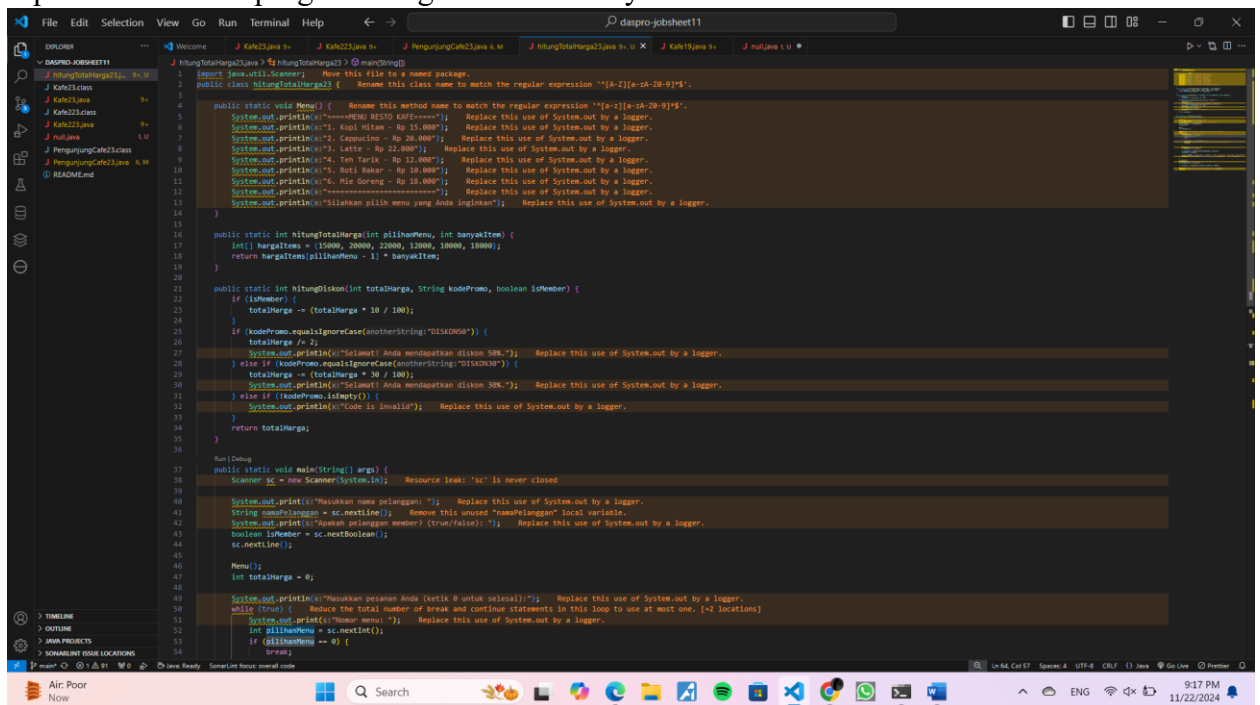 File Edit Selection View Go Run Terminal Help
daspro-jobsheet11
EXPLORER
Welcome
Kafe23.java 9+
Kafe223.java 9+
PengunjungCafe23.java 6, M
hitungTotalHarga23.java 9+, U
Kafe19.java 9+
null.java 1, U
DASPRO-JOBSHEET11
hitungTotalHarga23.j... 9+, U
Kafe23.class
Kafe23.java 9+
Kafe223.class
Kafe223.java 9+
null.java 1, U
PengunjungCafe23.class
PengunjungCafe23.java 6, M
README.md
hitungTotalHarga23.java > hitungTotalHarga23 > main(String[])
1 import java.util.Scanner; Move this file to a named package.
2 public class hitungTotalHarga23 { Rename this class name to match the regular expression '^[A-Z][a-zA-Z0-9]*$'.
3
4 public static void Menu() { Rename this method name to match the regular expression '^[a-z][a-zA-Z0-9]*$'.
5 System.out.println(x:"=====MENU RESTO KAFE====="); Replace this use of System.out by a logger.
6 System.out.println(x:"1. Kopi Hitam - Rp 15.000"); Replace this use of System.out by a logger.
7 System.out.println(x:"2. Cappucino - Rp 20.000"); Replace this use of System.out by a logger.
8 System.out.println(x:"3. Latte - Rp 22.000"); Replace this use of System.out by a logger.
9 System.out.println(x:"4. Teh Tarik - Rp 12.000"); Replace this use of System.out by a logger.
10 System.out.println(x:"5. Roti Bakar - Rp 10.000"); Replace this use of System.out by a logger.
11 System.out.println(x:"6. Mie Goreng - Rp 18.000"); Replace this use of System.out by a logger.
12 System.out.println(x:"=========================="); Replace this use of System.out by a logger.
13 System.out.println(x:"Silahkan pilih menu yang Anda inginkan"); Replace this use of System.out by a logger.
14 }
15
16 public static int hitungTotalHarga(int pilihanMenu, int banyakItem) {
17 int[] hargaItems = {15000, 20000, 22000, 12000, 10000, 18000};
18 return hargaItems[pilihanMenu - 1] * banyakItem;
19 }
20
21 public static int hitungDiskon(int totalHarga, String kodePromo, boolean isMember) {
22 if (isMember) {
23 totalHarga -= (totalHarga * 10 / 100);
24 }
25 if (kodePromo.equalsIgnoreCase(anotherString:"DISKON50")) {
26 totalHarga /= 2;
27 System.out.println(x:"Selamat! Anda mendapatkan diskon 50%."); Replace this use of System.out by a logger.
28 } else if (kodePromo.equalsIgnoreCase(anotherString:"DISKON30")) {
29 totalHarga -= (totalHarga * 30 / 100);
30 System.out.println(x:"Selamat! Anda mendapatkan diskon 30%."); Replace this use of System.out by a logger.
31 } else if (!kodePromo.isEmpty()) {
32 System.out.println(x:"Code is invalid"); Replace this use of System.out by a logger.
33 }
34 return totalHarga;
35 }
36
Run | Debug
37 public static void main(String[] args) {
38 Scanner sc = new Scanner(System.in); Resource leak: 'sc' is never closed
39
40 System.out.print(s:"Masukkan nama pelanggan: "); Replace this use of System.out by a logger.
41 String namaPelanggan = sc.nextLine(); Remove this unused "namaPelanggan" local variable.
42 System.out.print(s:"Apakah pelanggan member? (true/false): "); Replace this use of System.out by a logger.
43 boolean isMember = sc.nextBoolean();
44 sc.nextLine();
45
46 Menu();
47 int totalHarga = 0;
48
49 System.out.println(x:"Masukkan pesanan Anda (ketik 0 untuk selesai):"); Replace this use of System.out by a logger.
50 while (true) { Reduce the total number of break and continue statements in this loop to use at most one. [+2 locations]
51 System.out.print(s:"Nomor menu: "); Replace this use of System.out by a logger.
52 int pilihanMenu = sc.nextInt();
53 if (pilihanMenu == 0) {
54 break;
TIMELINE
OUTLINE
JAVA PROJECTS
SONARLINT ISSUE LOCATIONS
main* 1 91 0 Java: Ready SonarLint focus: overall code
Ln 64, Col 57 Spaces: 4 UTF-8 CRLF {} Java Go Live Prettier
Air: Poor
Now
Search
ENG
9:17 PM
11/22/2024